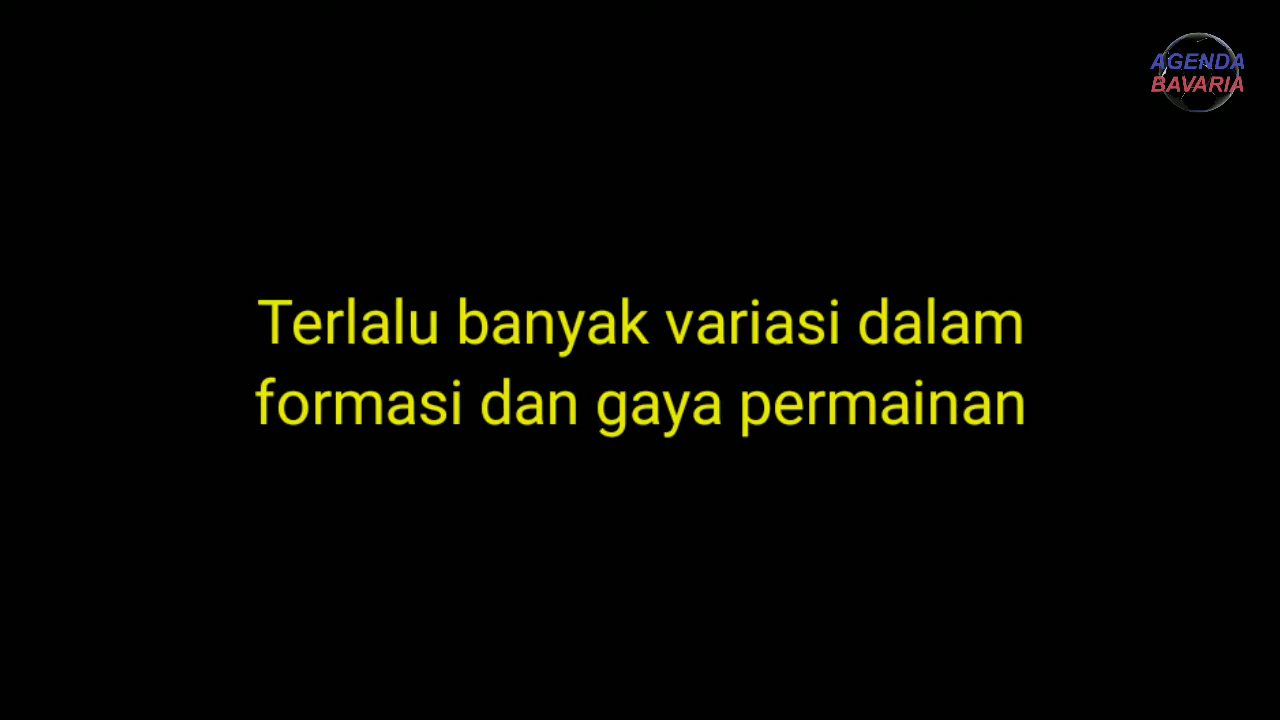 AGENDA
BAVARIA
Terlalu banyak variasi dalam
formasi dan gaya permainan